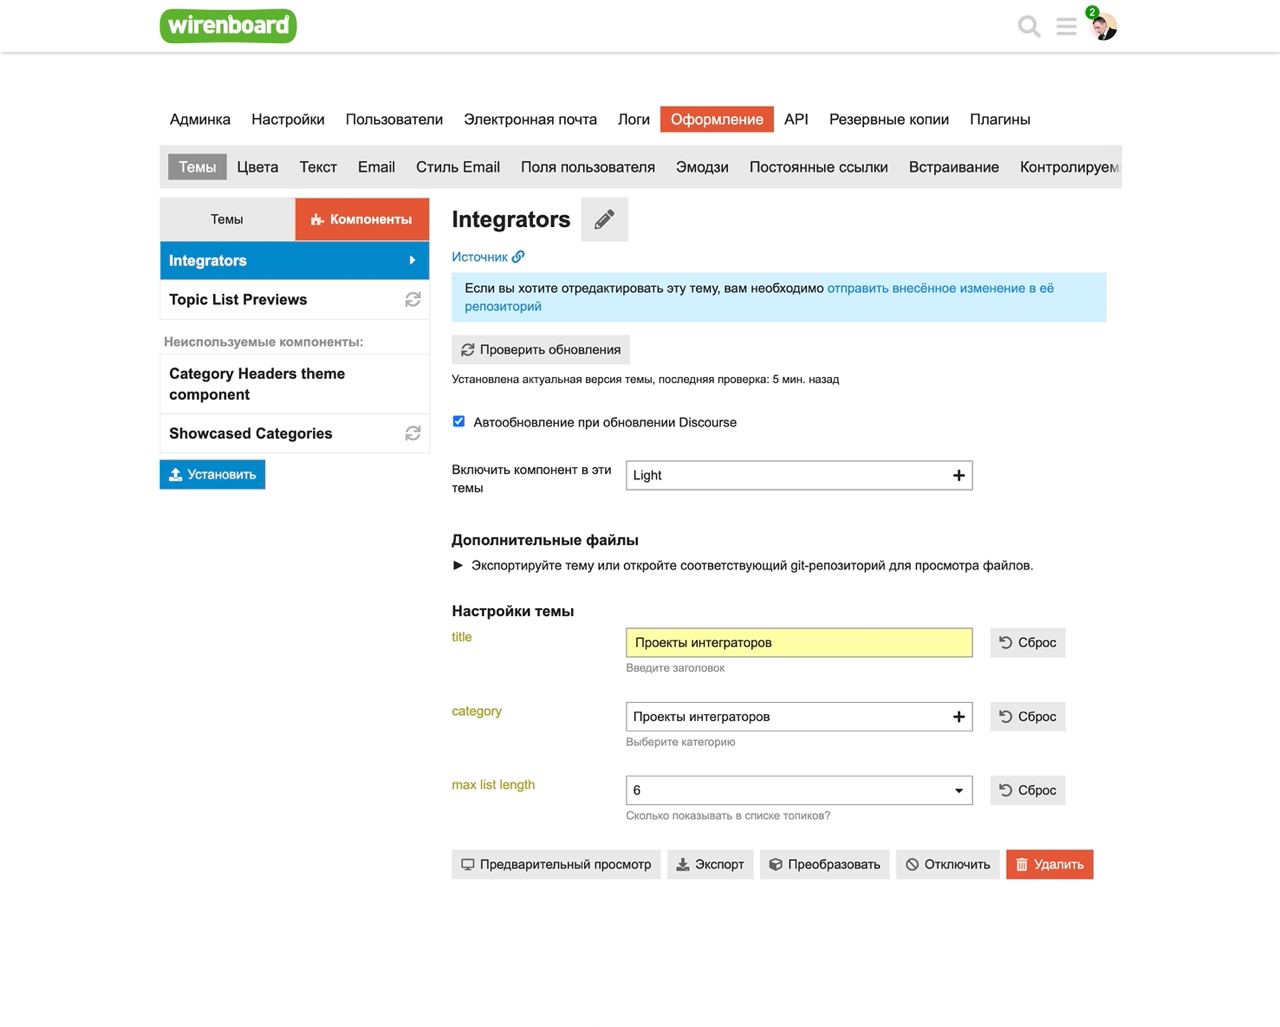 wirenboard
2
Админка Настройки Пользователи Электронная почта Логи Оформление API Резервные копии Плагины
Темы Цвета Текст Email Стиль Email Поля пользователя Эмодзи Постоянные ссылки Встраивание Контролируем
Темы Компоненты
Integrators
Topic List Previews
Неиспользуемые компоненты:
Category Headers theme
component
Showcased Categories
Установить
Integrators
Источник
Если вы хотите отредактировать эту тему, вам необходимо отправить внесённое изменение в её
репозиторий
Проверить обновления
Установлена актуальная версия темы, последняя проверка: 5 мин. назад
Автообновление при обновлении Discourse
Включить компонент в эти
темы
Light
Дополнительные файлы
Экспортируйте тему или откройте соответствующий git-репозиторий для просмотра файлов.
Настройки темы
title
Проекты интеграторов
Сброс
Введите заголовок
category
Проекты интеграторов
Сброс
Выберите категорию
max list length
6
Сброс
Сколько показывать в списке топиков?
Предварительный просмотр Экспорт Преобразовать Отключить Удалить